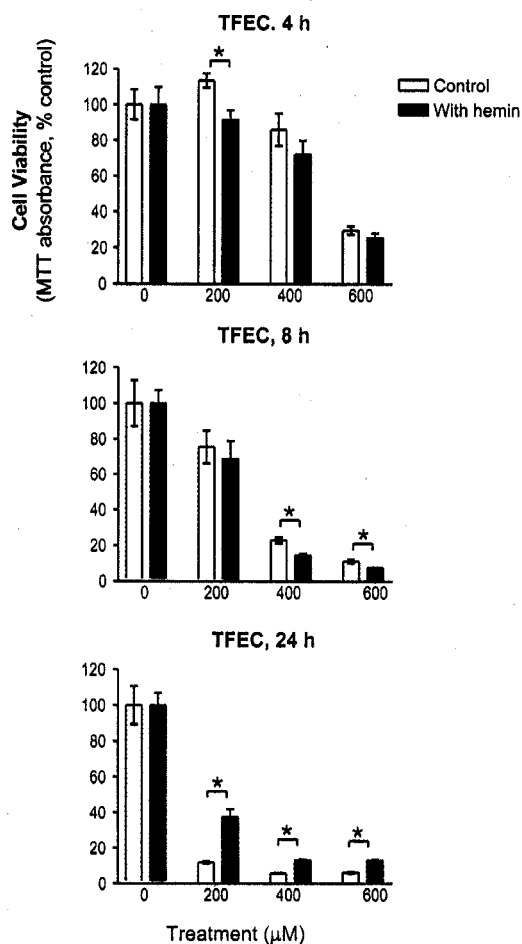 TFEC. 4 h
*
120
100
80
60
40
20
0
0 200 400 600
Cell Viability
(MTT absorbance, % control)
Control
With hemin
TFEC, 8 h
120
100
80
60
40
20
0
* *
0 200 400 600
TFEC, 24 h
120
100
80
60
40
20
0
* * *
0 200 400 600
Treatment (μM)